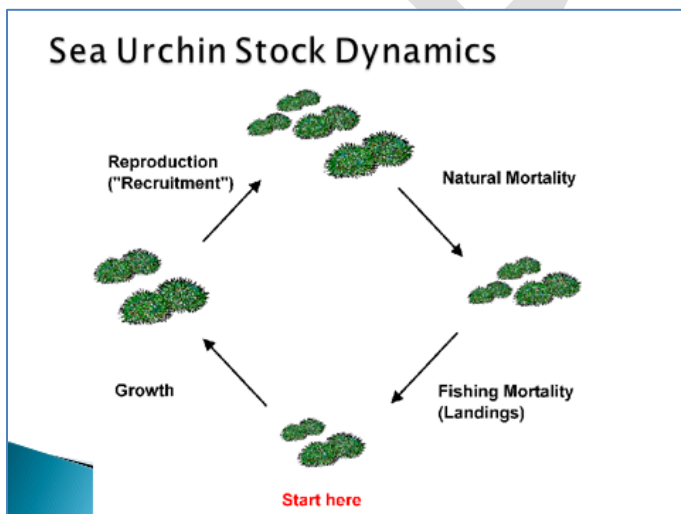 Sea Urchin Stock Dynamics
Reproduction
("Recruitment")
Natural Mortality
Growth
Fishing Mortality
(Landings)
Start here